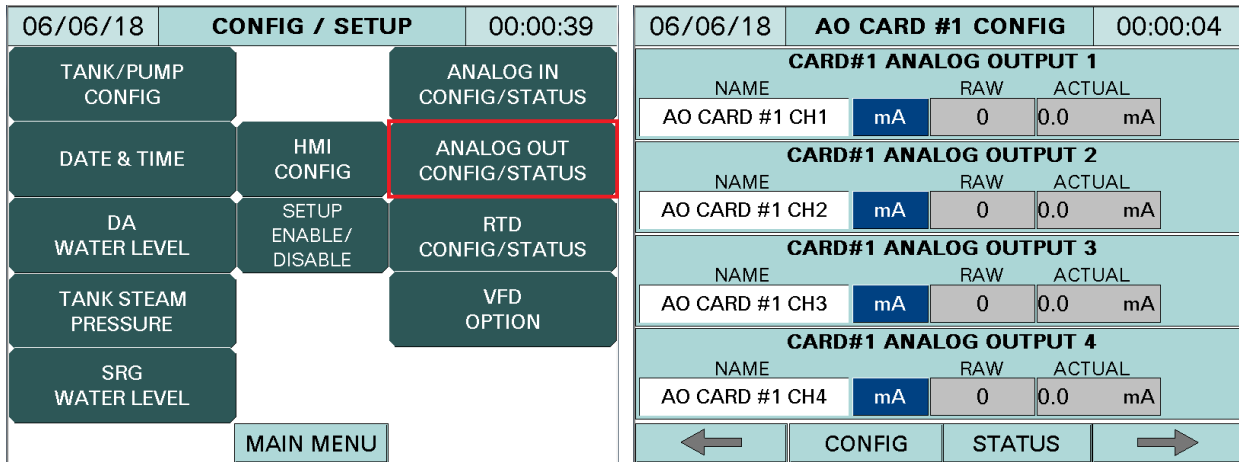 06/06/18 CONFIG / SETUP 00:00:39
TANK/PUMP
CONFIG
DATE & TIME
DA
WATER LEVEL
TANK STEAM
PRESSURE
SRG
WATER LEVEL
HMI
CONFIG
SETUP
ENABLE/
DISABLE
ANALOG IN
CONFIG/STATUS
ANALOG OUT
CONFIG/STATUS
RTD
CONFIG/STATUS
VFD
OPTION
MAIN MENU
06/06/18 AO CARD #1 CONFIG 00:00:04
CARD#1 ANALOG OUTPUT 1
NAME RAW ACTUAL
AO CARD #1 CH1 mA 0 0.0 mA
CARD#1 ANALOG OUTPUT 2
NAME RAW ACTUAL
AO CARD #1 CH2 mA 0 0.0 mA
CARD#1 ANALOG OUTPUT 3
NAME RAW ACTUAL
AO CARD #1 CH3 mA 0 0.0 mA
CARD#1 ANALOG OUTPUT 4
NAME RAW ACTUAL
AO CARD #1 CH4 mA 0 0.0 mA
CONFIG STATUS